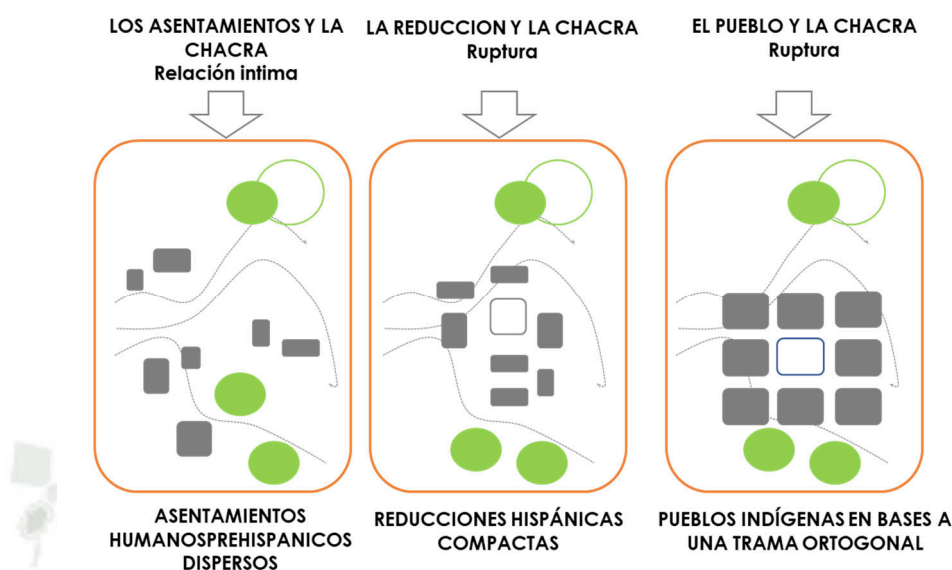 LOS ASENTAMIENTOS Y LA
CHACRA
Relación intima
LA REDUCCION Y LA CHACRA
Ruptura
EL PUEBLO Y LA CHACRA
Ruptura
ASENTAMIENTOS
HUMANOSPREHISPANICOS
DISPERSOS
REDUCCIONES HISPÁNICAS
COMPACTAS
PUEBLOS INDÍGENAS EN BASES A
UNA TRAMA ORTOGONAL